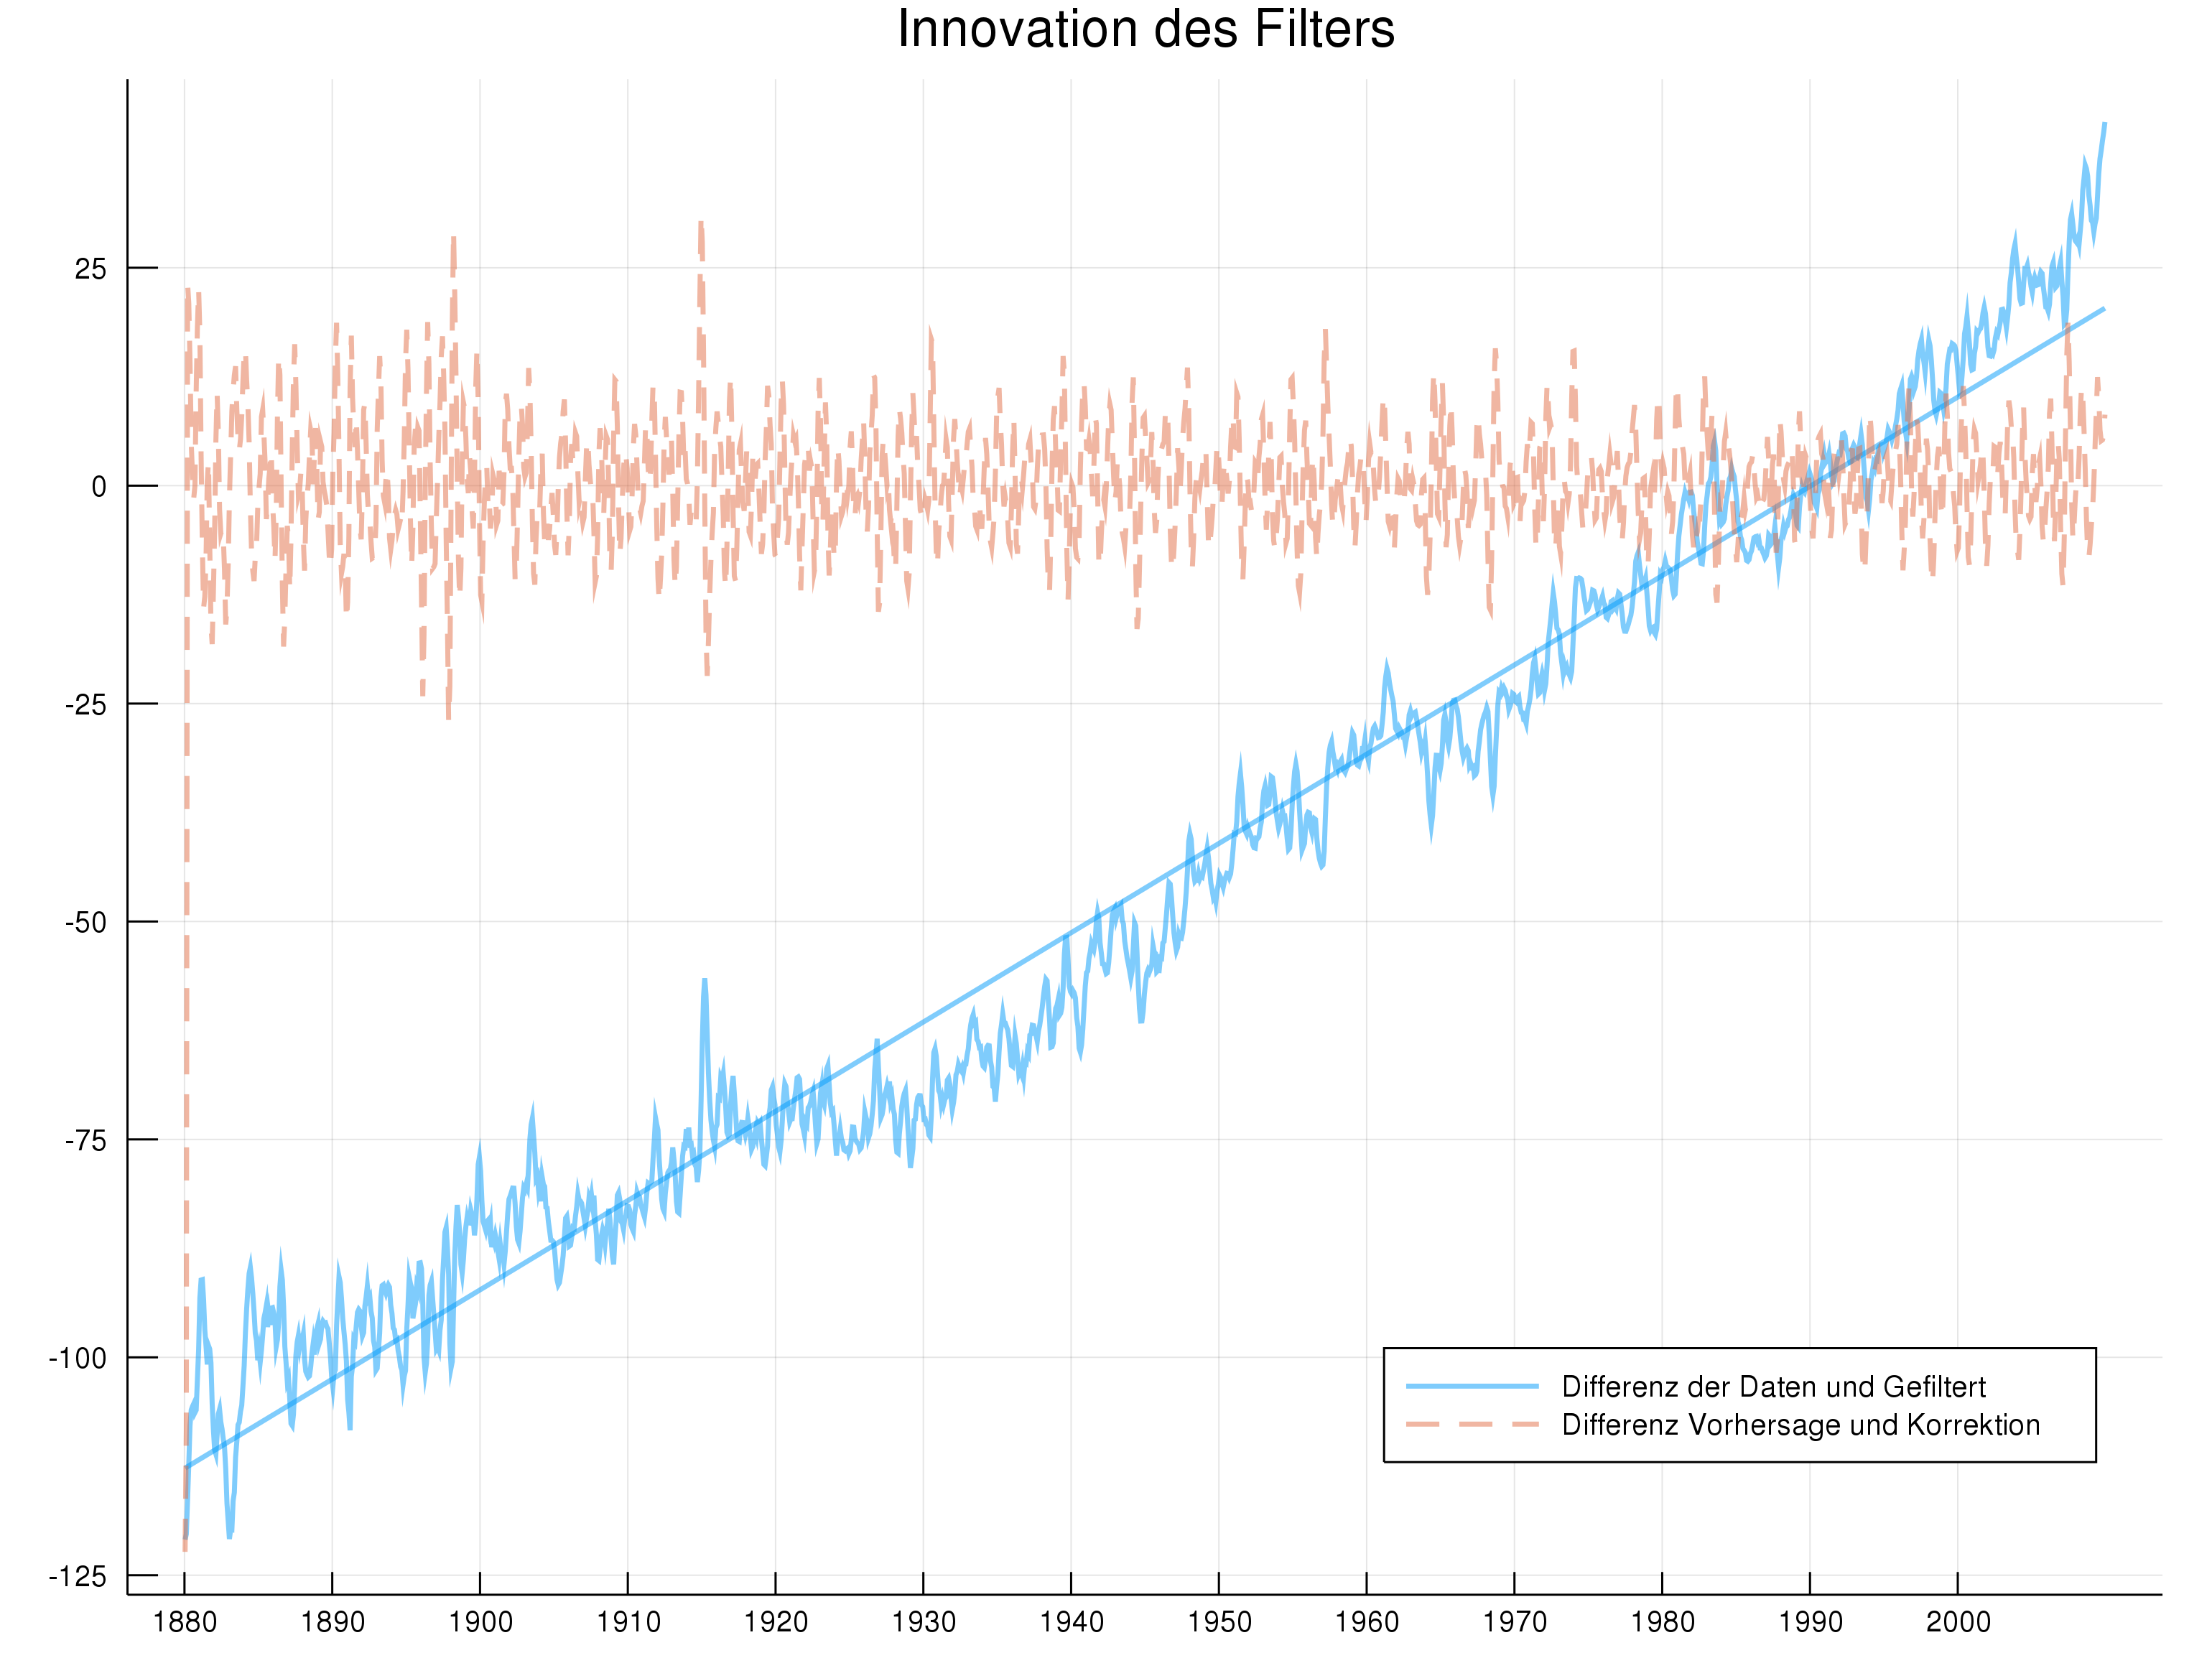 Innovation des Filters
25
0
-25
-50
-75
-100
-125
Differenz der Daten und Gefiltert
Differenz Vorhersage und Korrektion
1880 1890 1900 1910 1920 1930 1940 1950 1960 1970 1980 1990 2000